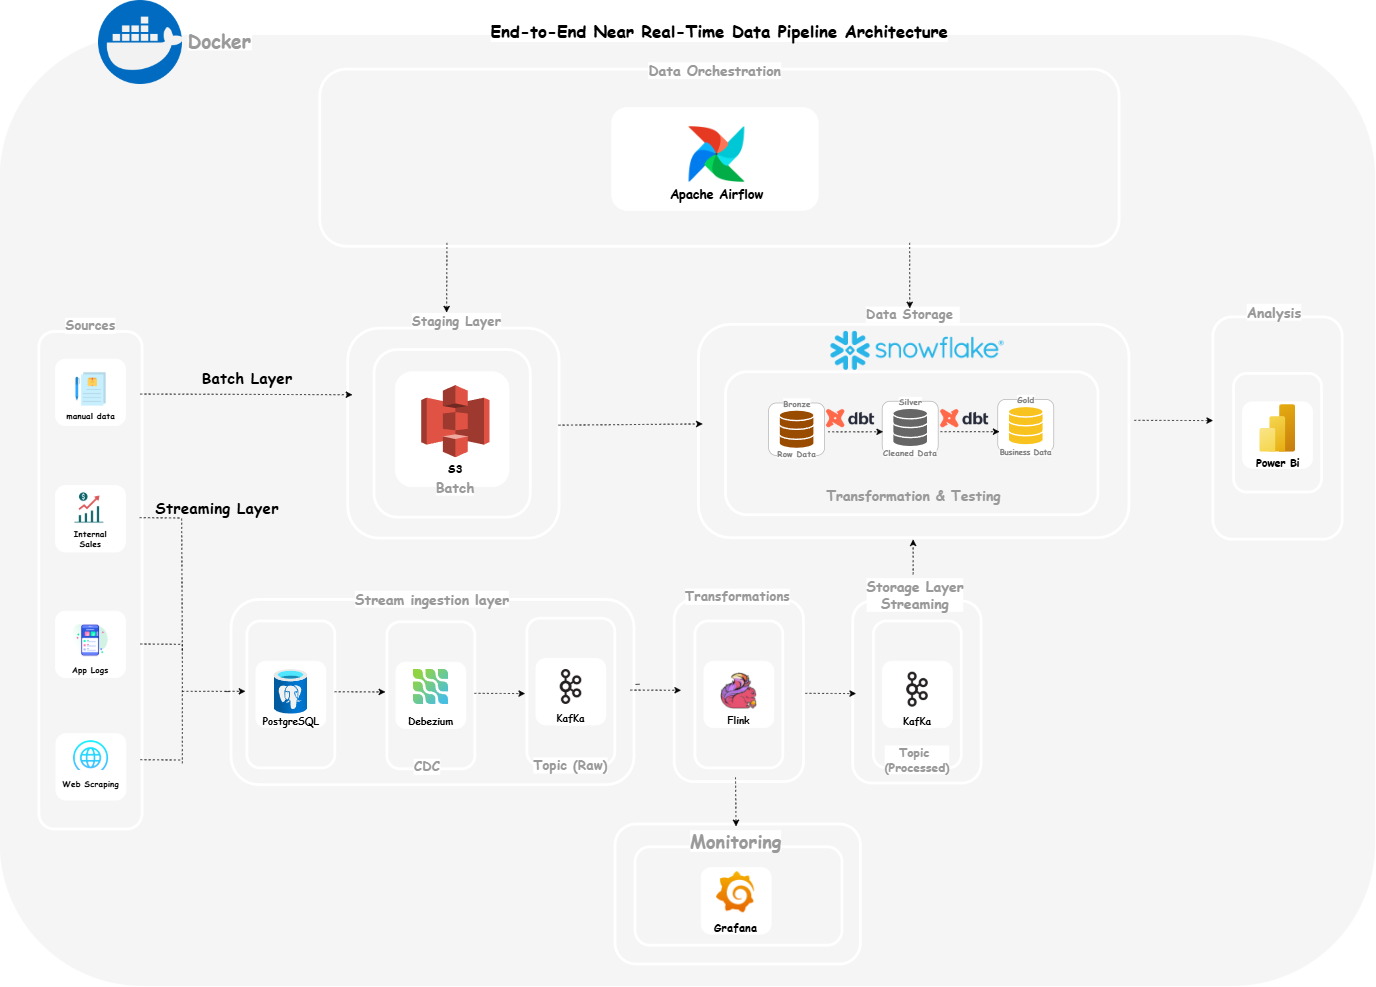 End-to-End Near Real-Time Data Pipeline Architecture
Docker
Data Orchestration
Apache Airflow
Sources
manual data
Internal
Sales
App Logs
Web Scraping
Batch Layer
Streaming Layer
Staging Layer
S3
Batch
Data Storage
snowflake®
Bronze
Row Data
dbt
Silver
Cleaned Data
dbt
Gold
Business Data
Transformation & Testing
Analysis
Power Bi
Stream ingestion layer
PostgreSQL
Debezium
CDC
KafKa
Topic (Raw)
Transformations
Flink
Storage Layer
Streaming
KafKa
Topic
(Processed)
Monitoring
Grafana